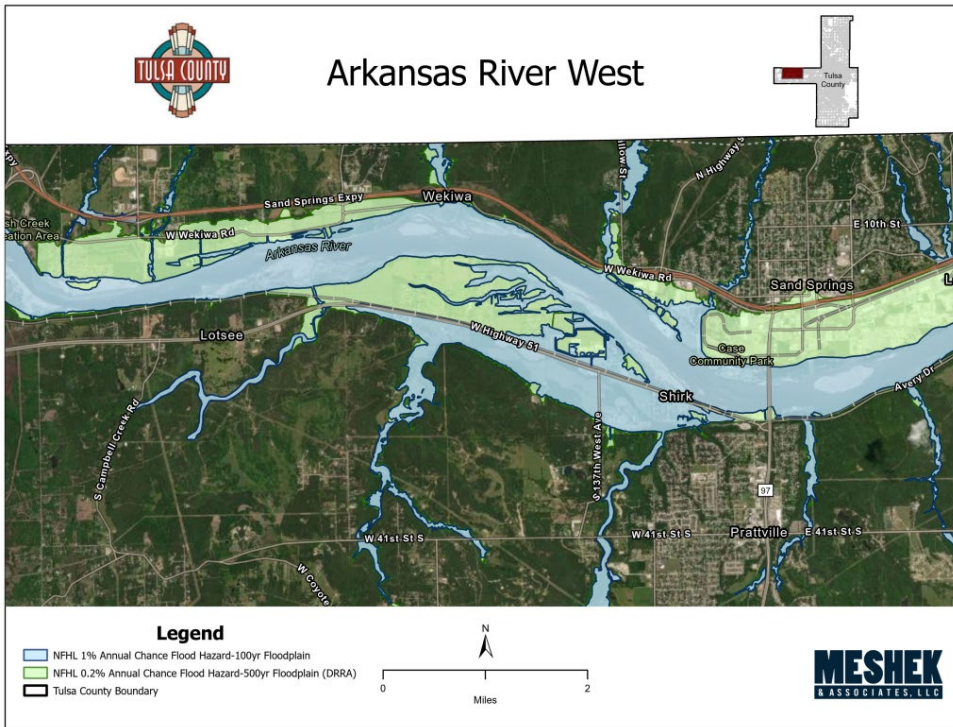 TULSA COUNTY
Arkansas River West
Tulsa
County
Sand Springs Expy
Wekiwa
N Highway
E 10th St
W Wekiwa Rd
Arkansas River
W Wekiwa Rd
Sand Springs
Lotsee
W Highway 51
Case
Community Park
Shirk
Avery Dr
S Campbell Creek Rd
S 137th West Ave
97
W 41st St S
W 41st St S
Prattville
E 41st St S
W Coyote
Legend
NFHL 1% Annual Chance Flood Hazard-100yr Floodplain
NFHL 0.2% Annual Chance Flood Hazard-500yr Floodplain (DRRA)
Tulsa County Boundary
N
0
2
Miles
MESHEK
& ASSOCIATES, LLC